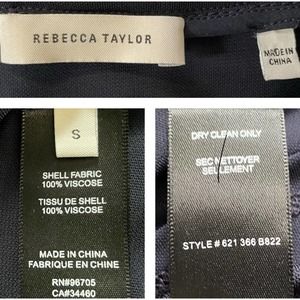 REBECCA TAYLOR
MADE IN
CHINA
S
SHELL FABRIC
100% VISCOSE
TISSU DE SHELL
100% VISCOSE
MADE IN CHINA
FABRIQUE EN CHINE
RN#96705
CA#34460
DRY CLEAN ONLY
SEC NETTOYER
SEULEMENT
STYLE # 621 366 B822